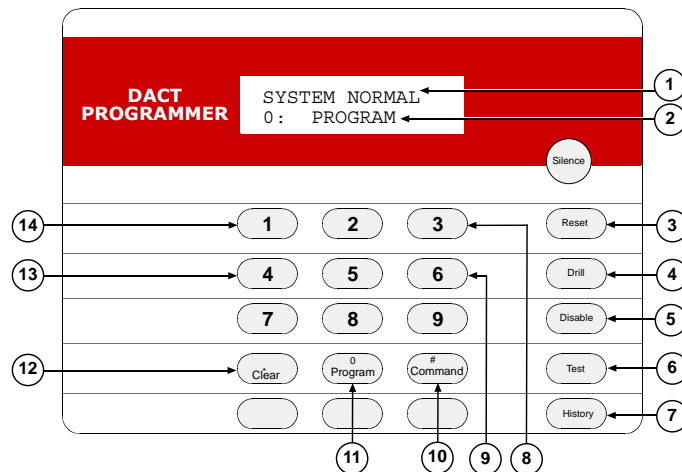 DACT
PROGRAMMER
SYSTEM NORMAL
0: PROGRAM
1
2
Silence
14
1
2
3
Reset
3
13
4
5
6
Drill
4
7
8
9
Disable
5
12
*
Clear
0
Program
#
Command
Test
6
History
7
11
10
9
8